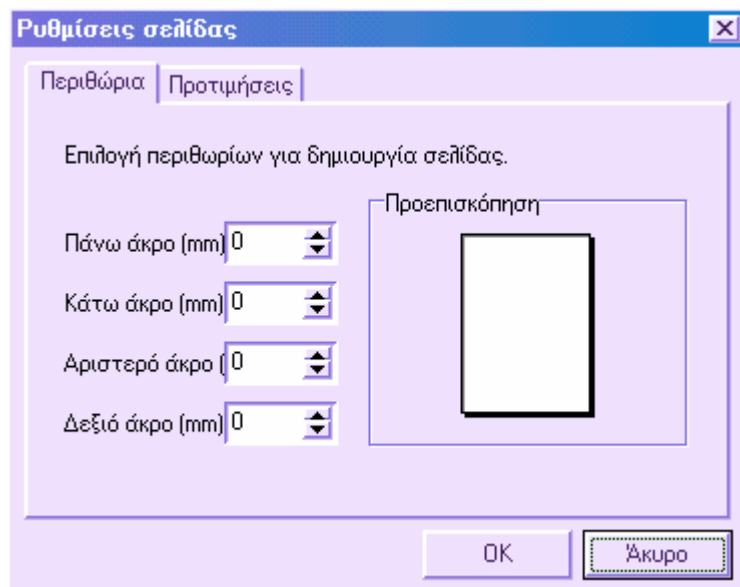 Ρυθμίσεις σελίδας
Περιθώρια Προτιμήσεις
Επιλογή περιθωρίων για δημιουργία σελίδας.
Προεπισκόπηση
Πάνω άκρο (mm) 0
Κάτω άκρο (mm) 0
Αριστερό άκρο ( 0
Δεξιό άκρο (mm) 0
OK Άκυρο